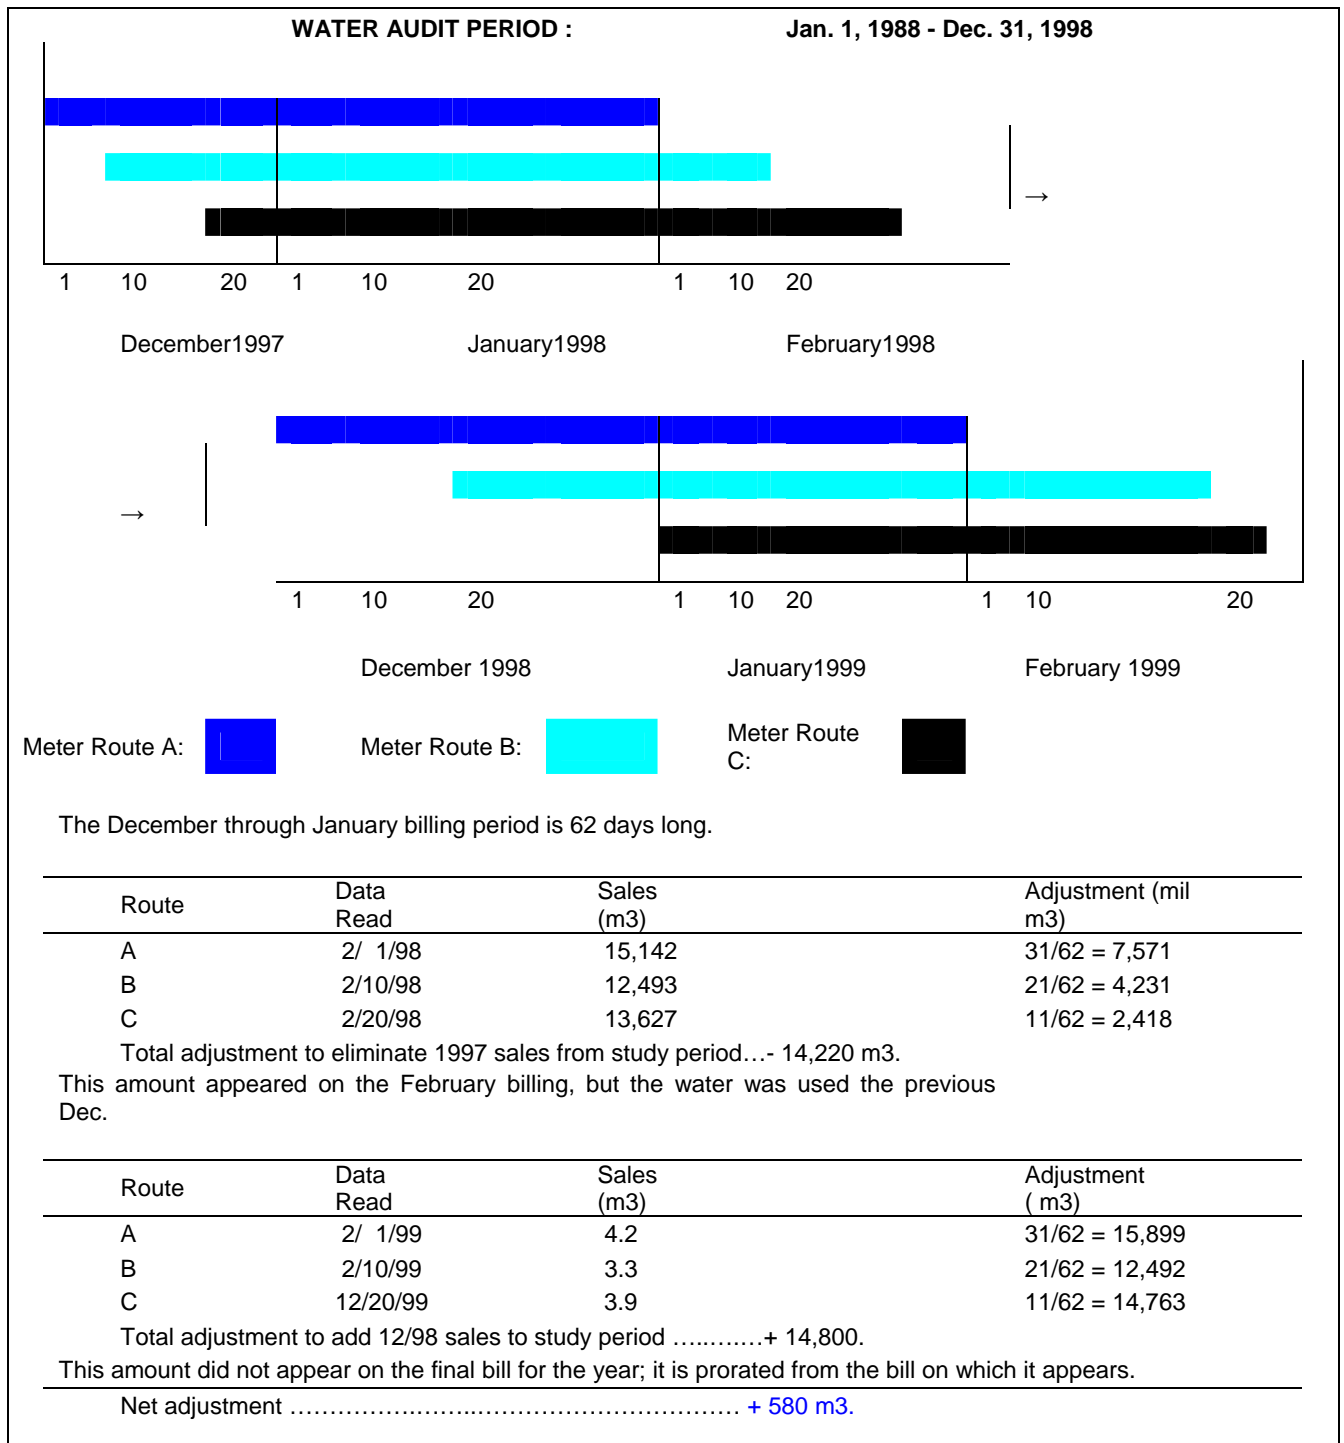 WATER AUDIT PERIOD : Jan. 1, 1988 - Dec. 31, 1998
→
1 10 20 1 10 20 1 10 20
December1997 January1998 February1998
→
1 10 20 1 10 20 1 10 20
December 1998 January1999 February 1999
Meter Route A: Meter Route B: Meter Route
C:
The December through January billing period is 62 days long.
Route Data Sales Adjustment (mil
Read (m3) m3)
A 2/ 1/98 15,142 31/62 = 7,571
B 2/10/98 12,493 21/62 = 4,231
C 2/20/98 13,627 11/62 = 2,418
Total adjustment to eliminate 1997 sales from study period…- 14,220 m3.
This amount appeared on the February billing, but the water was used the previous
Dec.
Route Data Sales Adjustment
Read (m3) ( m3)
A 2/ 1/99 4.2 31/62 = 15,899
B 2/10/99 3.3 21/62 = 12,492
C 12/20/99 3.9 11/62 = 14,763
Total adjustment to add 12/98 sales to study period …..….…+ 14,800.
This amount did not appear on the final bill for the year; it is prorated from the bill on which it appears.
Net adjustment …………….……..…………………………… + 580 m3.